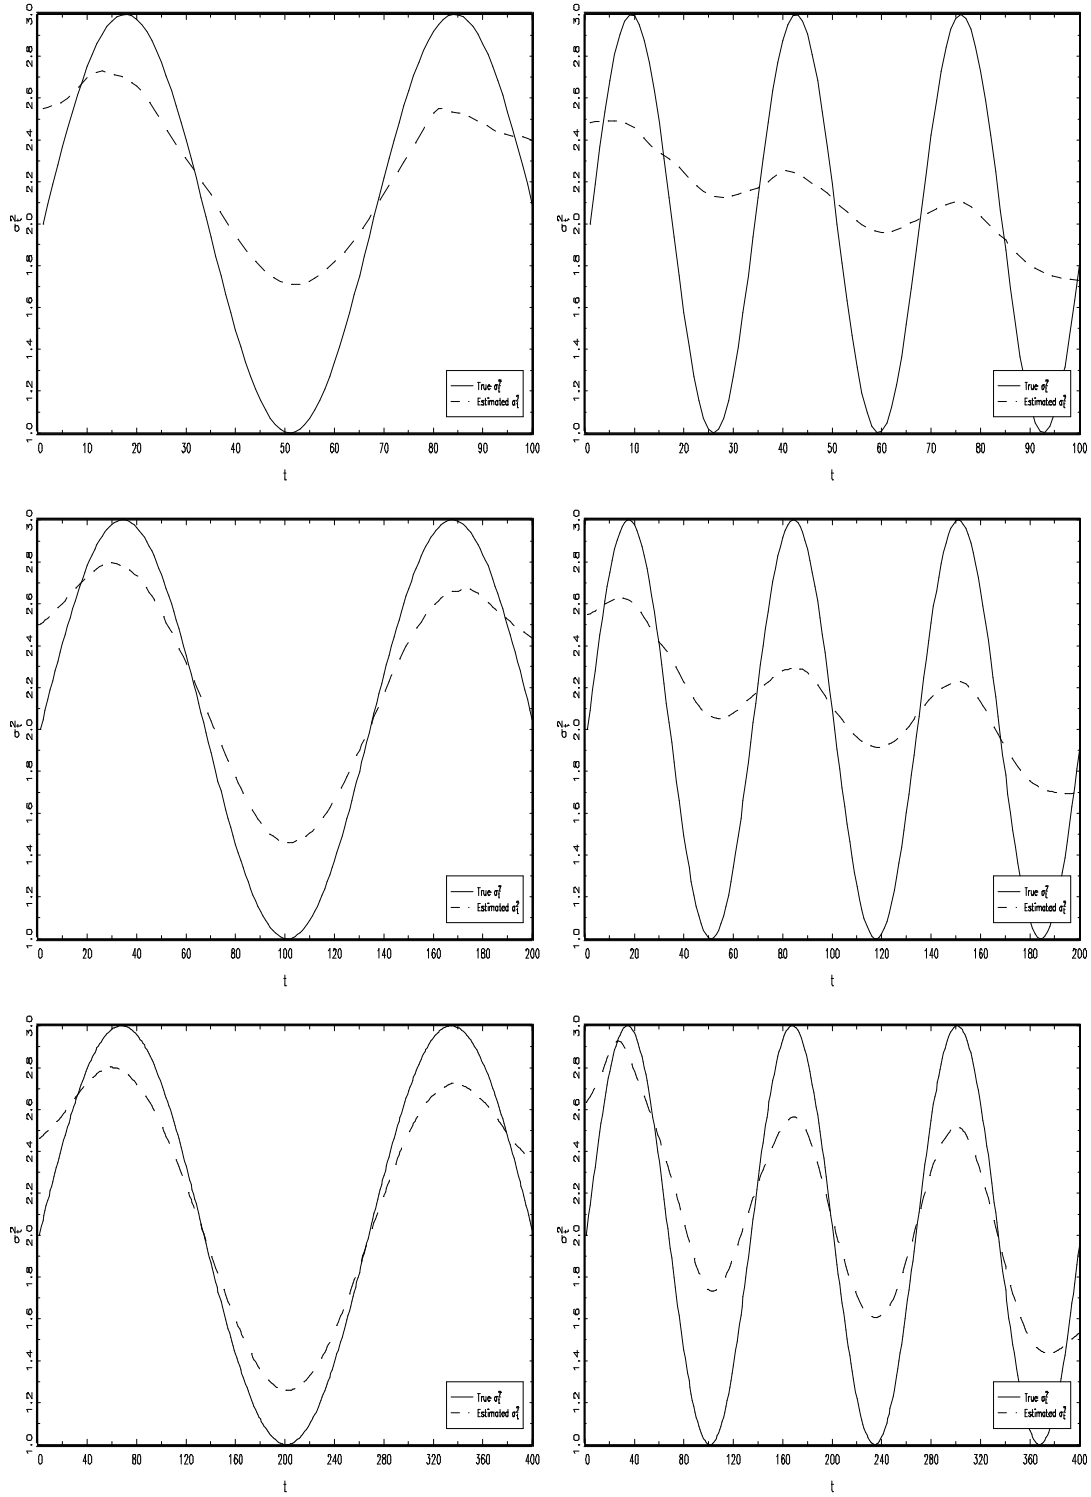 σ²t
1.0 1.2 1.4 1.6 1.8 2.0 2.2 2.4 2.6 2.8 3.0
True σ²t
Estimated σ²t
0 10 20 30 40 50 60 70 80 90 100
t
σ²t
1.0 1.2 1.4 1.6 1.8 2.0 2.2 2.4 2.6 2.8 3.0
True σ²t
Estimated σ²t
0 10 20 30 40 50 60 70 80 90 100
t
σ²t
1.0 1.2 1.4 1.6 1.8 2.0 2.2 2.4 2.6 2.8 3.0
True σ²t
Estimated σ²t
0 20 40 60 80 100 120 140 160 180 200
t
σ²t
1.0 1.2 1.4 1.6 1.8 2.0 2.2 2.4 2.6 2.8 3.0
True σ²t
Estimated σ²t
0 20 40 60 80 100 120 140 160 180 200
t
σ²t
1.0 1.2 1.4 1.6 1.8 2.0 2.2 2.4 2.6 2.8 3.0
True σ²t
Estimated σ²t
0 40 80 120 160 200 240 280 320 360 400
t
σ²t
1.0 1.2 1.4 1.6 1.8 2.0 2.2 2.4 2.6 2.8 3.0
True σ²t
Estimated σ²t
0 40 80 120 160 200 240 280 320 360 400
t